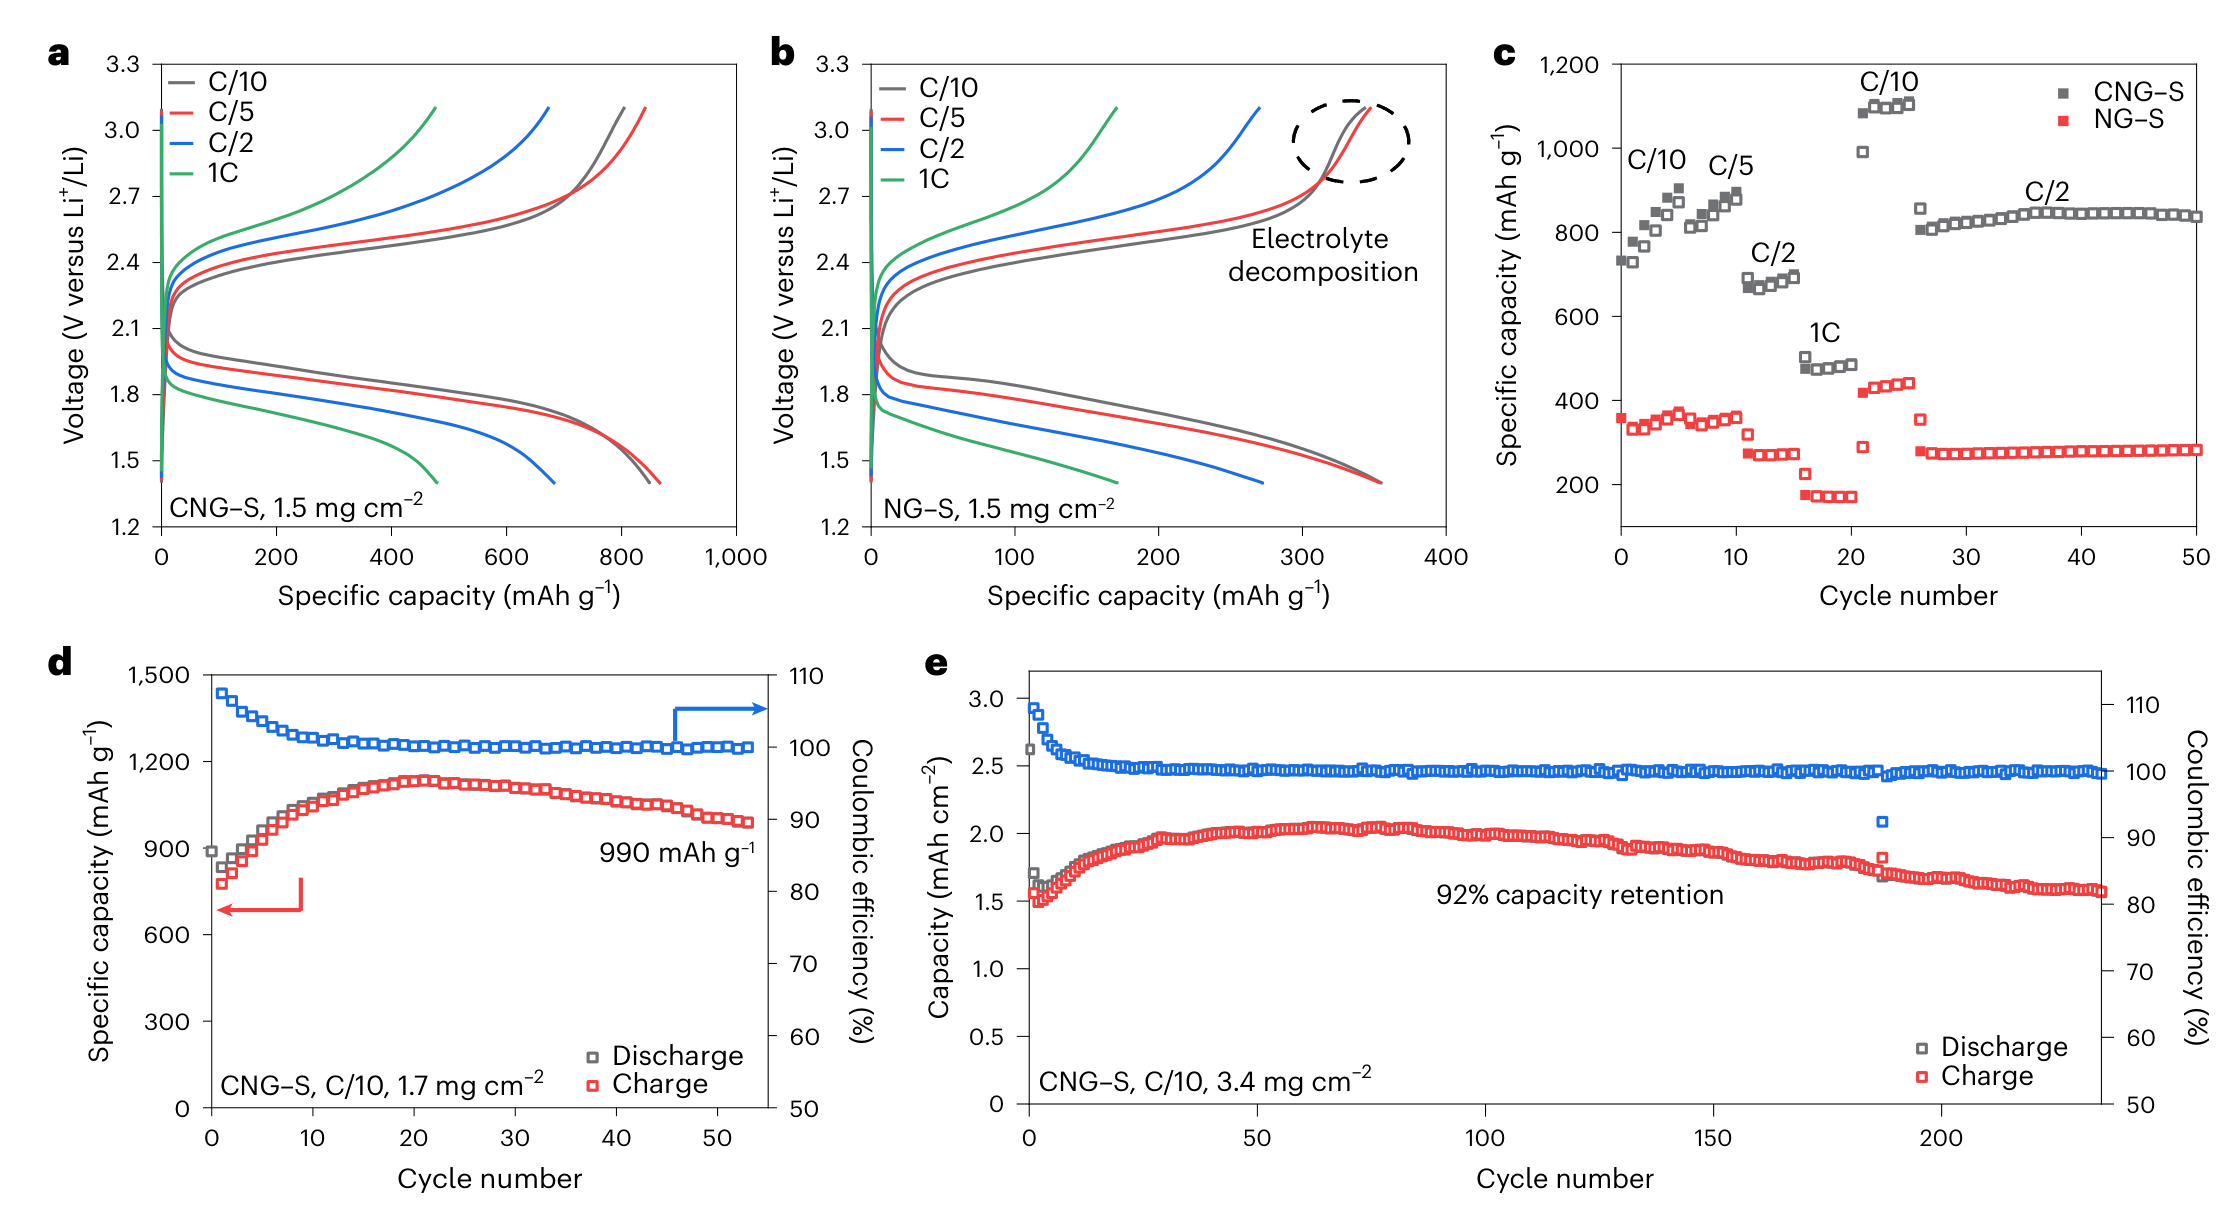 a
3.3
3.0
2.7
2.4
2.1
1.8
1.5
1.2
Voltage (V versus Li⁺/Li)
C/10
C/5
C/2
1C
CNG–S, 1.5 mg cm⁻²
0
200
400
600
800
1,000
Specific capacity (mAh g⁻¹)
b
3.3
3.0
2.7
2.4
2.1
1.8
1.5
1.2
Voltage (V versus Li⁺/Li)
C/10
C/5
C/2
1C
Electrolyte
decomposition
NG–S, 1.5 mg cm⁻²
0
100
200
300
400
Specific capacity (mAh g⁻¹)
c
1,200
1,000
800
600
400
200
Specific capacity (mAh g⁻¹)
C/10
C/5
C/2
1C
C/10
C/2
CNG–S
NG–S
0
10
20
30
40
50
Cycle number
d
1,500
1,200
900
600
300
0
Specific capacity (mAh g⁻¹)
110
100
90
80
70
60
50
Coulombic efficiency (%)
990 mAh g⁻¹
Discharge
Charge
CNG–S, C/10, 1.7 mg cm⁻²
0
10
20
30
40
50
Cycle number
e
3.0
2.5
2.0
1.5
1.0
0.5
0
Capacity (mAh cm⁻²)
110
100
90
80
70
60
50
Coulombic efficiency (%)
92% capacity retention
Discharge
Charge
CNG–S, C/10, 3.4 mg cm⁻²
0
50
100
150
200
Cycle number